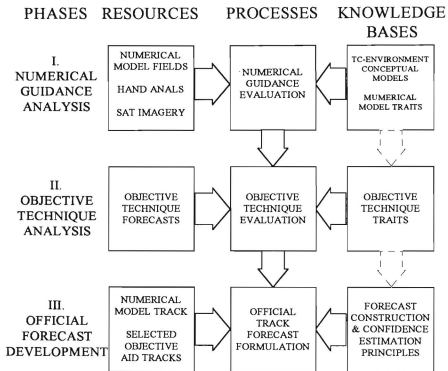 PHASES RESOURCES PROCESSES KNOWLEDGE
BASES
I.
NUMERICAL
GUIDANCE
ANALYSIS
NUMERICAL
MODEL FIELDS
HAND ANALS
SAT IMAGERY
NUMERICAL
GUIDANCE
EVALUATION
TC-ENVIRONMENT
CONCEPTUAL
MODELS
MUMERICAL
MODEL TRAITS
II.
OBJECTIVE
TECHNIQUE
ANALYSIS
OBJECTIVE
TECHNIQUE
FORECASTS
OBJECTIVE
TECHNIQUE
EVALUATION
OBJECTIVE
TECHNIQUE
TRAITS
III.
OFFICIAL
FORECAST
DEVELOPMENT
NUMERICAL
MODEL TRACK
SELECTED
OBJECTIVE
AID TRACKS
OFFICIAL
TRACK
FORECAST
FORMULATION
FORECAST
CONSTRUCTION
& CONFIDENCE
ESTIMATION
PRINCIPLES